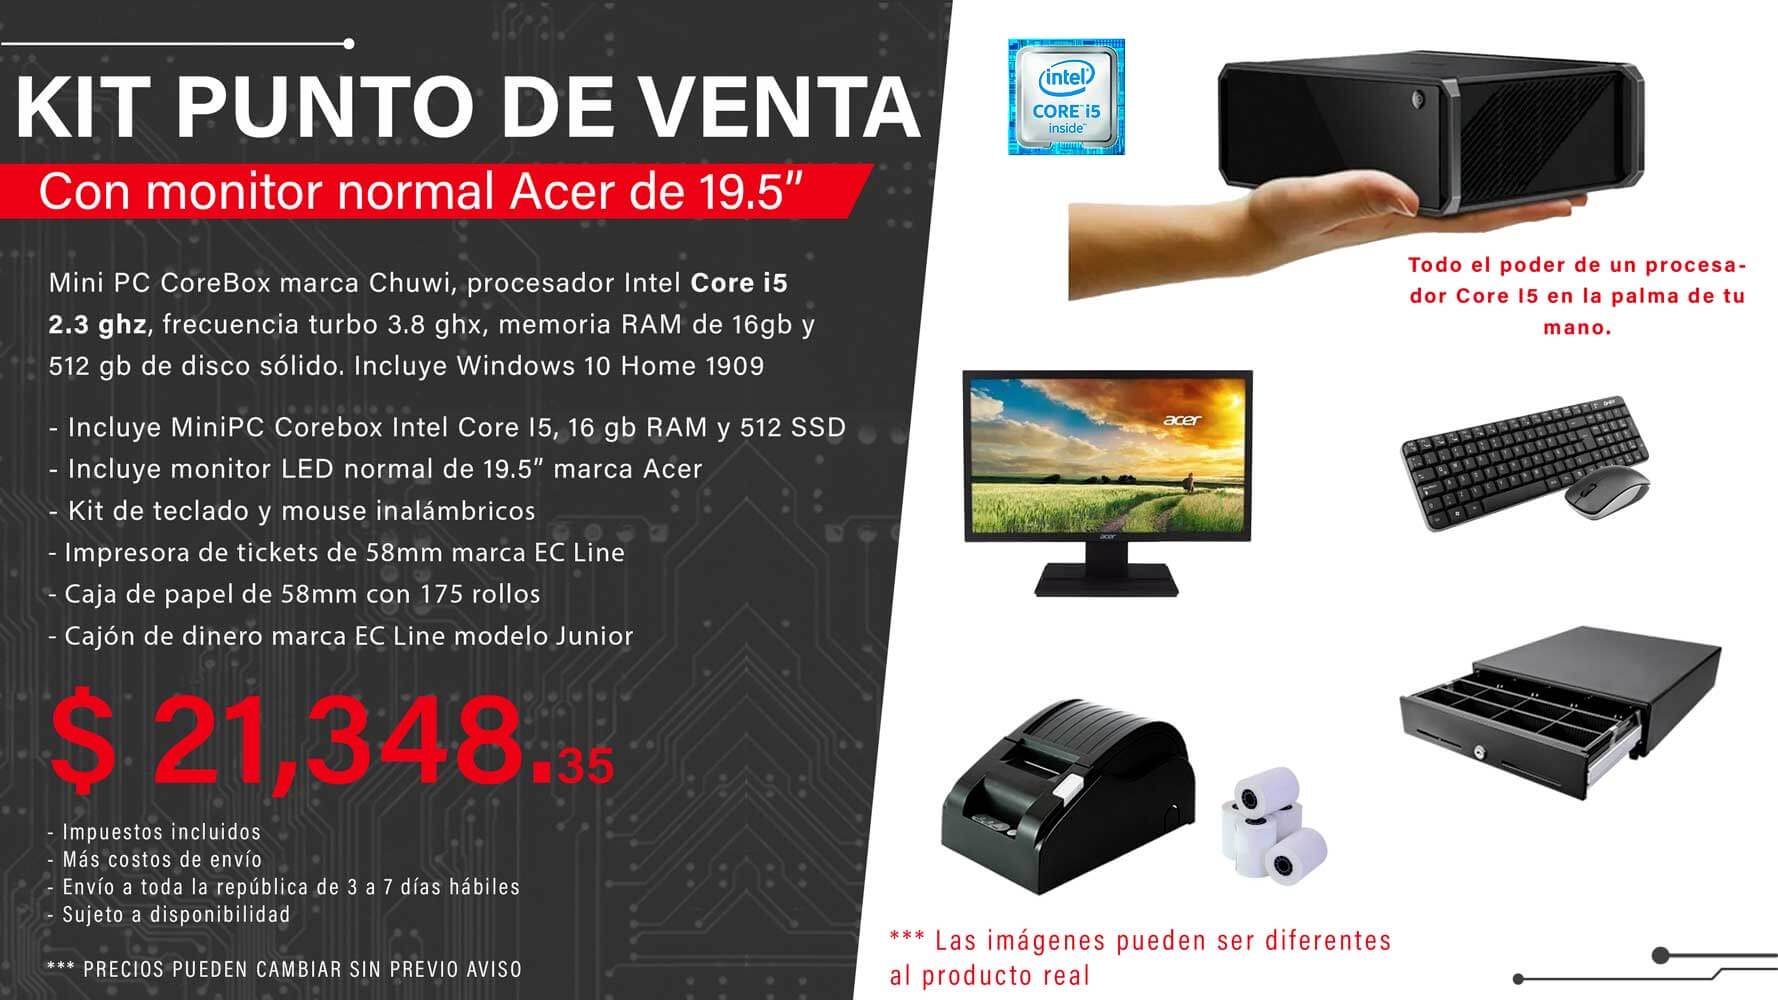 KIT PUNTO DE VENTA
Con monitor normal Acer de 19.5”
Mini PC CoreBox marca Chuwi, procesador Intel Core i5
2.3 ghz, frecuencia turbo 3.8 ghx, memoria RAM de 16gb y
512 gb de disco sólido. Incluye Windows 10 Home 1909
- Incluye MiniPC Corebox Intel Core I5, 16 gb RAM y 512 SSD
- Incluye monitor LED normal de 19.5” marca Acer
- Kit de teclado y mouse inalámbricos
- Impresora de tickets de 58mm marca EC Line
- Caja de papel de 58mm con 175 rollos
- Cajón de dinero marca EC Line modelo Junior
$ 21,348.35
- Impuestos incluidos
- Más costos de envío
- Envío a toda la república de 3 a 7 días hábiles
- Sujeto a disponibilidad
*** PRECIOS PUEDEN CAMBIAR SIN PREVIO AVISO
intel
CORE i5
inside™
Todo el poder de un procesa-
dor Core I5 en la palma de tu
mano.
acer
acer
*** Las imágenes pueden ser diferentes
al producto real